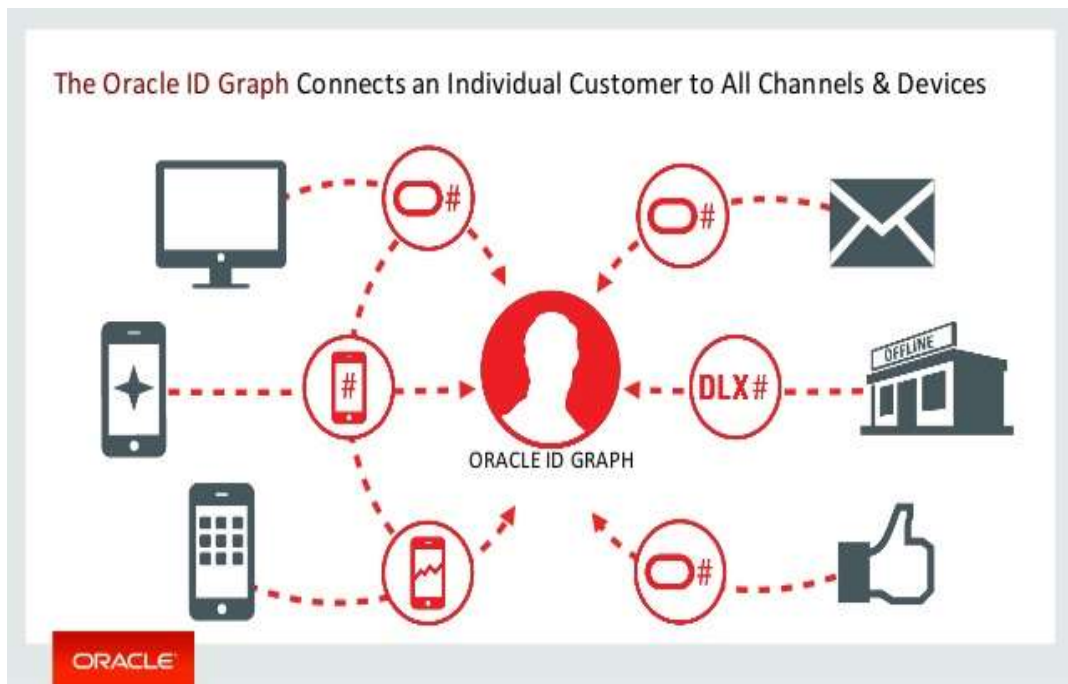 The Oracle ID Graph Connects an Individual Customer to All Channels & Devices
#
#
OFFLINE
#
DLX#
ORACLE ID GRAPH
#
ORACLE